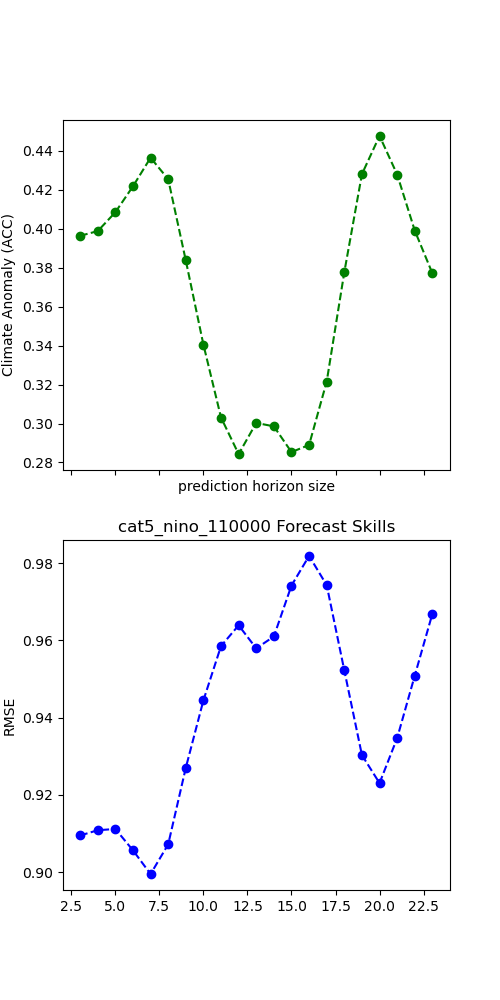 0.44
0.42
0.40
0.38
0.36
0.34
0.32
0.30
0.28
Climate Anomaly (ACC)
prediction horizon size
cat5_nino_110000 Forecast Skills
0.98
0.96
0.94
0.92
0.90
RMSE
2.5 5.0 7.5 10.0 12.5 15.0 17.5 20.0 22.5